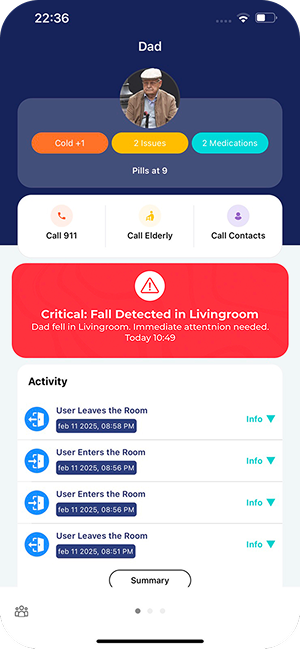 22:36
Dad
Cold +1
2 Issues
2 Medications
Pills at 9
Call 911
Call Elderly
Call Contacts
Critical: Fall Detected in Livingroom
Dad fell in Livingroom. Immediate attentnion needed.
Today 10:49
Activity
User Leaves the Room
feb 11 2025, 08:58 PM
Info ▼
User Enters the Room
feb 11 2025, 08:56 PM
Info ▼
User Enters the Room
feb 11 2025, 08:56 PM
Info ▼
User Leaves the Room
feb 11 2025, 08:51 PM
Info ▼
Summary